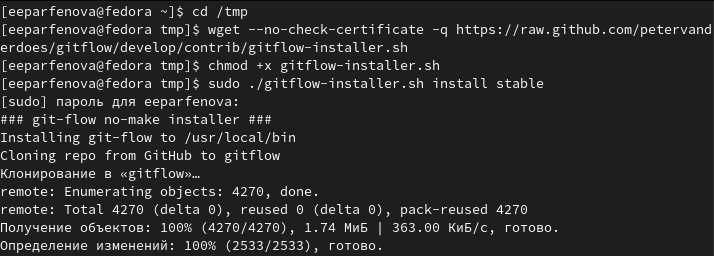 [eeparfenova@fedora ~]$ cd /tmp
[eeparfenova@fedora tmp]$ wget --no-check-certificate -q https://raw.github.com/petervand
erdoes/gitflow/develop/contrib/gitflow-installer.sh
[eeparfenova@fedora tmp]$ chmod +x gitflow-installer.sh
[eeparfenova@fedora tmp]$ sudo ./gitflow-installer.sh install stable
[sudo] пароль для eeparfenova:
### git-flow no-make installer ###
Installing git-flow to /usr/local/bin
Cloning repo from GitHub to gitflow
Клонирование в «gitflow»…
remote: Enumerating objects: 4270, done.
remote: Total 4270 (delta 0), reused 0 (delta 0), pack-reused 4270
Получение объектов: 100% (4270/4270), 1.74 МиБ | 363.00 КиБ/с, готово.
Определение изменений: 100% (2533/2533), готово.